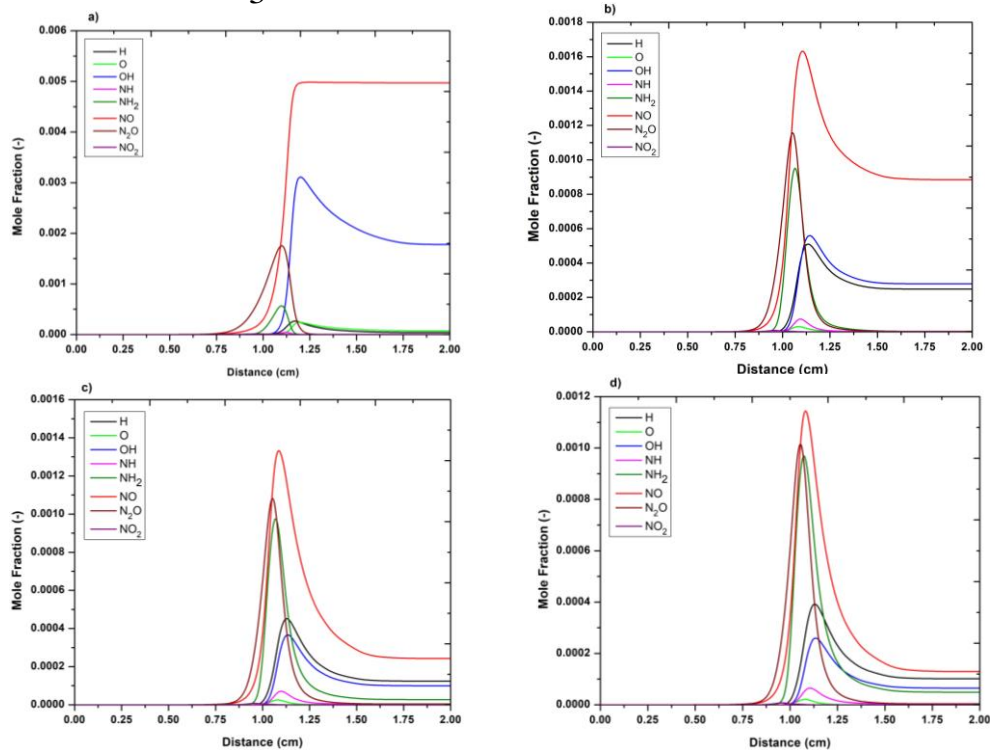 a)
Mole Fraction (-)
0.006
0.005
0.004
0.003
0.002
0.001
0.000
H
O
OH
NH
NH2
NO
N2O
NO2
0.00 0.25 0.50 0.75 1.00 1.25 1.50 1.75 2.00
Distance (cm)
b)
Mole Fraction (-)
0.0018
0.0016
0.0014
0.0012
0.0010
0.0008
0.0006
0.0004
0.0002
0.0000
H
O
OH
NH
NH2
NO
N2O
NO2
0.00 0.25 0.50 0.75 1.00 1.25 1.50 1.75 2.00
Distance (cm)
c)
Mole Fraction (-)
0.0016
0.0014
0.0012
0.0010
0.0008
0.0006
0.0004
0.0002
0.0000
H
O
OH
NH
NH2
NO
N2O
NO2
0.00 0.25 0.50 0.75 1.00 1.25 1.50 1.75 2.00
Distance (cm)
d)
Mole Fraction (-)
0.0012
0.0010
0.0008
0.0006
0.0004
0.0002
0.0000
H
O
OH
NH
NH2
NO
N2O
NO2
0.00 0.25 0.50 0.75 1.00 1.25 1.50 1.75 2.00
Distance (cm)